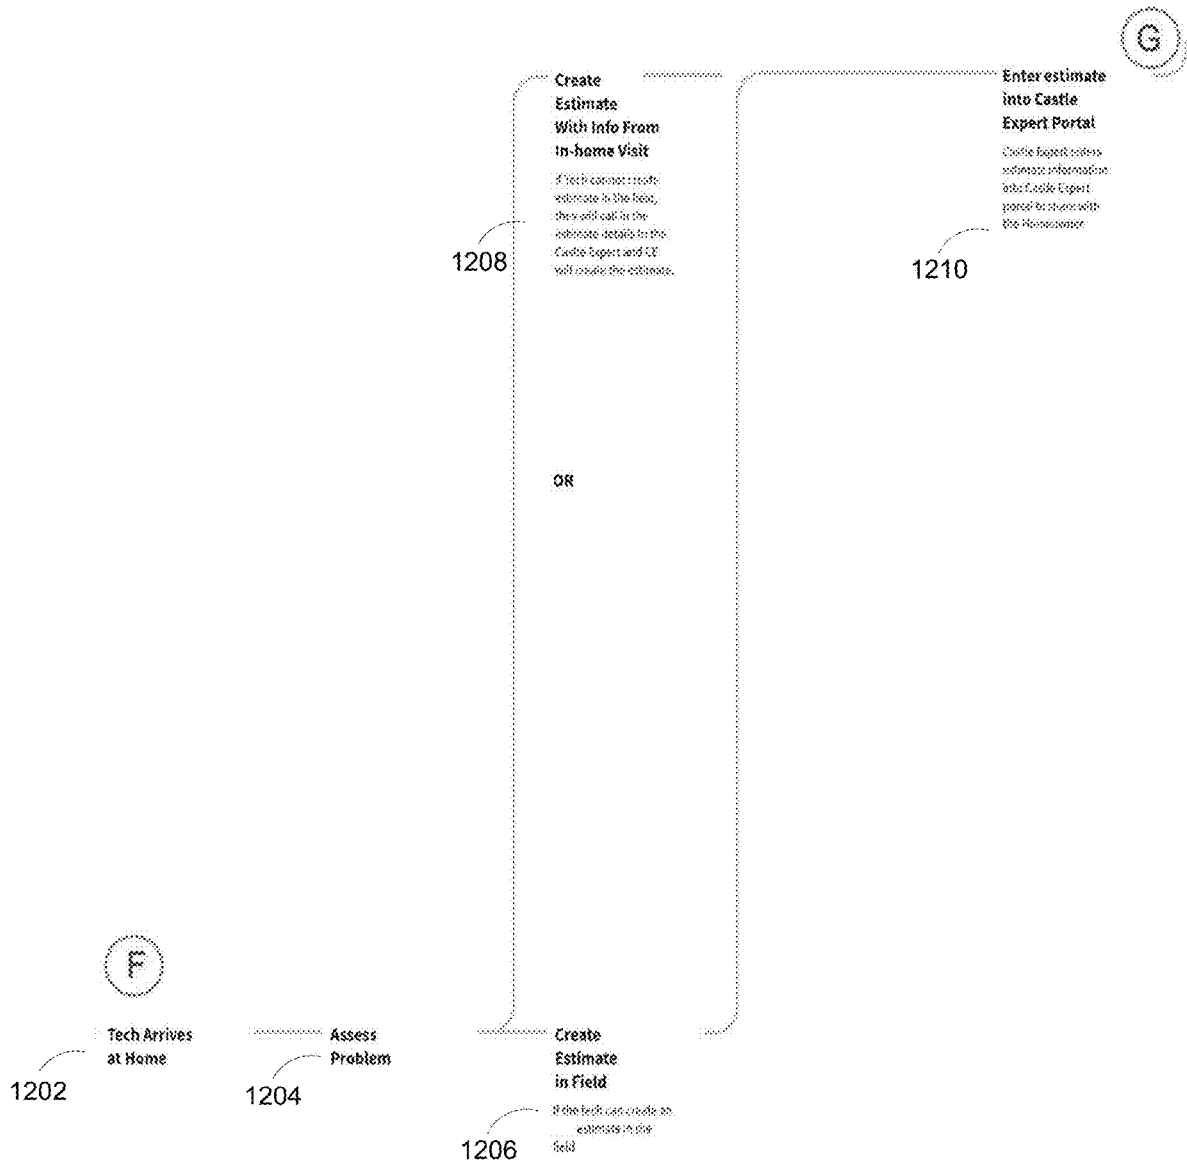 G
Create
Estimate
With Info From
In-home Visit
If tech cannot create
estimate in the field,
they will call in the
estimate details to the
Castle Expert and CE
will create the estimate.
1208
Enter estimate
into Castle
Expert Portal
Castle Expert enters
estimate information
into Castle Expert
portal to share with
the Homeowner
1210
OR
F
Tech Arrives
at Home
1202
Assess
Problem
1204
Create
Estimate
in Field
If the tech can create an
estimate in the
field
1206